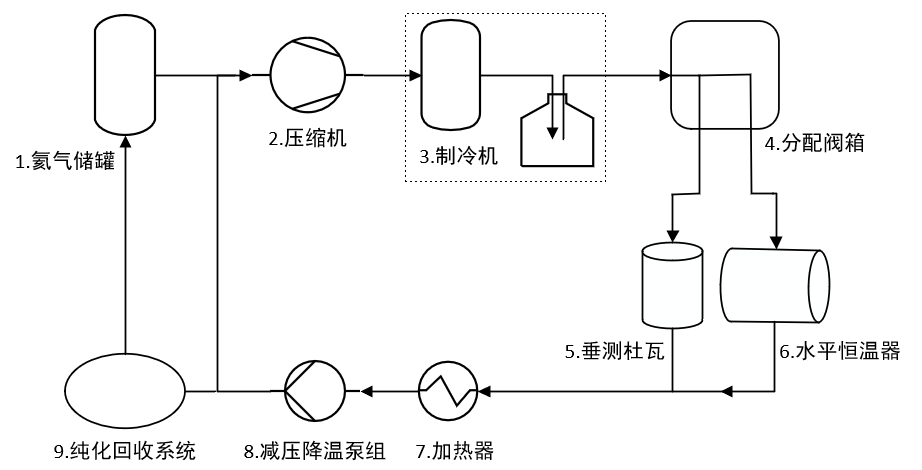 1.氦气储罐
2.压缩机
3.制冷机
4.分配阀箱
5.垂测杜瓦
6.水平恒温器
9.纯化回收系统
8.减压降温泵组
7.加热器